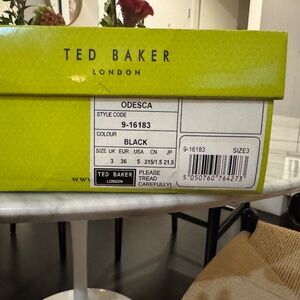 TED BAKER
LONDON
ODESCA
STYLE CODE
9-16183
COLOUR
BLACK
SIZE UK EUR USA CN JP
3 36 5 215/1.5 21.5
9-16183 SIZE3
TED BAKER
LONDON
PLEASE
TREAD
CAREFULLY!
5 050760 764273